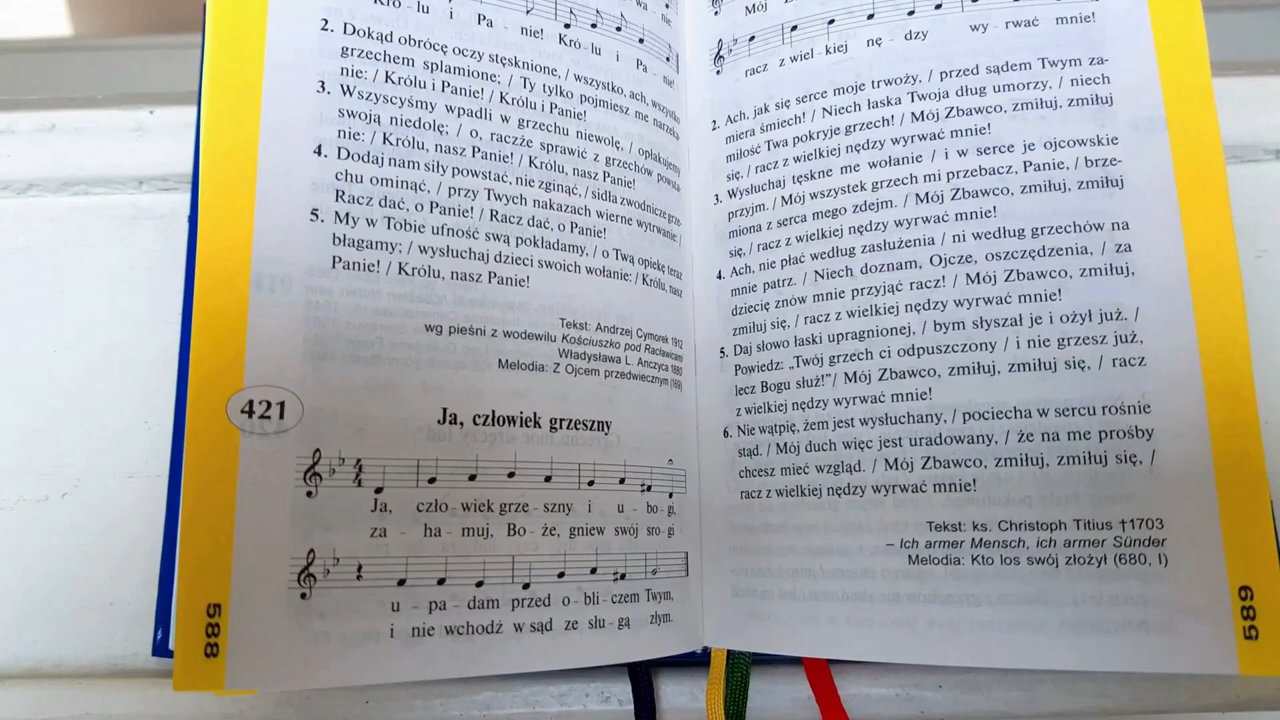 Kró - lu i Pa - nie! Kró - lu i Pa - nie!
2. Dokąd obrócę oczy stęsknione, / wszystko, ach, wszystko
grzechem splamione; / Ty tylko pojmiesz me narzeka-
nie: / Królu i Panie! / Królu i Panie!
3. Wszyscyśmy wpadli w grzechu niewolę, / opłakujemy
swoją niedolę; / o, raczże sprawić z grzechów powsta-
nie: / Królu, nasz Panie! / Królu, nasz Panie!
4. Dodaj nam siły powstać, nie zginąć, / sidła zwodnicze grze-
chu ominąć, / przy Twych nakazach wierne wytrwanie: /
Racz dać, o Panie! / Racz dać, o Panie!
5. My w Tobie ufność swą pokładamy, / o Twą opiekę teraz
błagamy; / wysłuchaj dzieci swoich wołanie: / Królu, nasz
Panie! / Królu, nasz Panie!
Tekst: Andrzej Cymorek 1912
wg pieśni z wodewilu Kościuszko pod Racławicami
Władysława L. Anczyca 1880
Melodia: Z Ojcem przedwiecznym (169)
421
Ja, człowiek grzeszny
Ja, czło - wiek grze - szny i u - bo - gi,
za - ha - muj, Bo - że, gniew swój sro - gi
u - pa - dam przed o - bli - czem Twym,
i nie wchodź w sąd ze słu - gą złym.
588
Mój
racz z wiel - kiej nę - dzy wy - rwać mnie!
2. Ach, jak się serce moje trwoży, / przed sądem Twym za-
miera śmiech! / Niech łaska Twoja dług umorzy, / niech
miłość Twa pokryje grzech! / Mój Zbawco, zmiłuj, zmiłuj
się, / racz z wielkiej nędzy wyrwać mnie!
3. Wysłuchaj tęskne me wołanie / i w serce je ojcowskie
przyjm. / Mój wszystek grzech mi przebacz, Panie, / brze-
miona z serca mego zdejm. / Mój Zbawco, zmiłuj, zmiłuj
się, / racz z wielkiej nędzy wyrwać mnie!
4. Ach, nie płać według zasłużenia / ni według grzechów na
mnie patrz. / Niech doznam, Ojcze, oszczędzenia, / za
dziecię znów mnie przyjąć racz! / Mój Zbawco, zmiłuj,
zmiłuj się, / racz z wielkiej nędzy wyrwać mnie!
5. Daj słowo łaski upragnionej, / bym słyszał je i ożył już. /
Powiedz: „Twój grzech ci odpuszczony / i nie grzesz już,
lecz Bogu służ!”/ Mój Zbawco, zmiłuj, zmiłuj się, / racz
z wielkiej nędzy wyrwać mnie!
6. Nie wątpię, żem jest wysłuchany, / pociecha w sercu rośnie
stąd. / Mój duch więc jest uradowany, / że na me prośby
chcesz mieć wzgląd. / Mój Zbawco, zmiłuj, zmiłuj się, /
racz z wielkiej nędzy wyrwać mnie!
Tekst: ks. Christoph Titius †1703
– Ich armer Mensch, ich armer Sünder
Melodia: Kto los swój złożył (680, I)
589